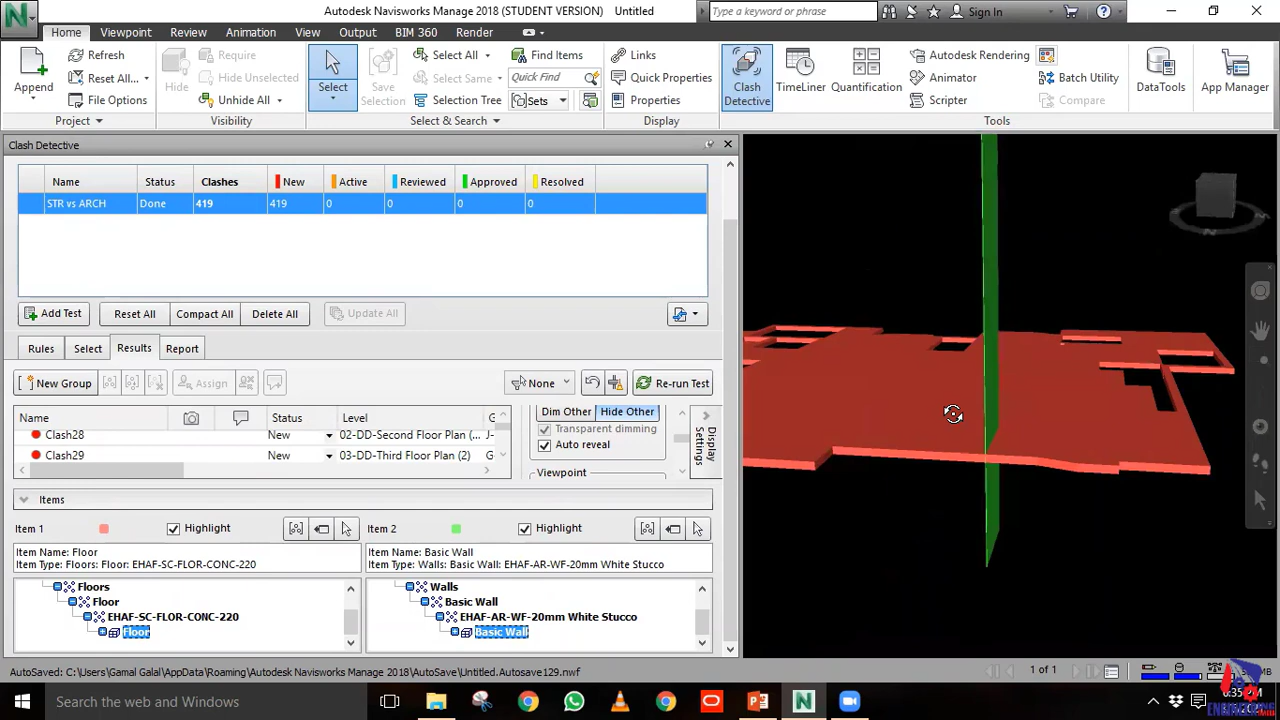 Autodesk Navisworks Manage 2018 (STUDENT VERSION) Untitled
Type a keyword or phrase
Sign In
Home Viewpoint Review Animation View Output BIM 360 Render
Append
Refresh
Reset All...
File Options
Project
Hide
Require
Hide Unselected
Unhide All
Visibility
Select
Save Selection
Select All
Select Same
Selection Tree
Find Items
Quick Find
Sets
Select & Search
Links
Quick Properties
Properties
Display
Clash Detective
TimeLiner
Quantification
Autodesk Rendering
Animator
Scripter
Batch Utility
Compare
Tools
DataTools
App Manager
Clash Detective
Name Status Clashes New Active Reviewed Approved Resolved
STR vs ARCH Done 419 419 0 0 0 0
Add Test Reset All Compact All Delete All Update All
Rules Select Results Report
New Group Assign None Re-run Test
Name Status Level G
Clash28 New 02-DD-Second Floor Plan (... J-
Clash29 New 03-DD-Third Floor Plan (2)
Dim Other Hide Other
Transparent dimming
Auto reveal
Viewpoint
Display Settings
Items
Item 1 Highlight
Item 2 Highlight
Item Name: Floor
Item Type: Floors: Floor: EHAF-SC-FLOR-CONC-220
Item Name: Basic Wall
Item Type: Walls: Basic Wall: EHAF-AR-WF-20mm White Stucco
Floors
Floor
EHAF-SC-FLOR-CONC-220
Floor
Walls
Basic Wall
EHAF-AR-WF-20mm White Stucco
Basic Wall
AutoSaved: C:\Users\Gamal Galal\AppData\Roaming\Autodesk Navisworks Manage 2018\AutoSave\Untitled.Autosave129.nwf
1 of 1
Search the web and Windows
ENGINEERING